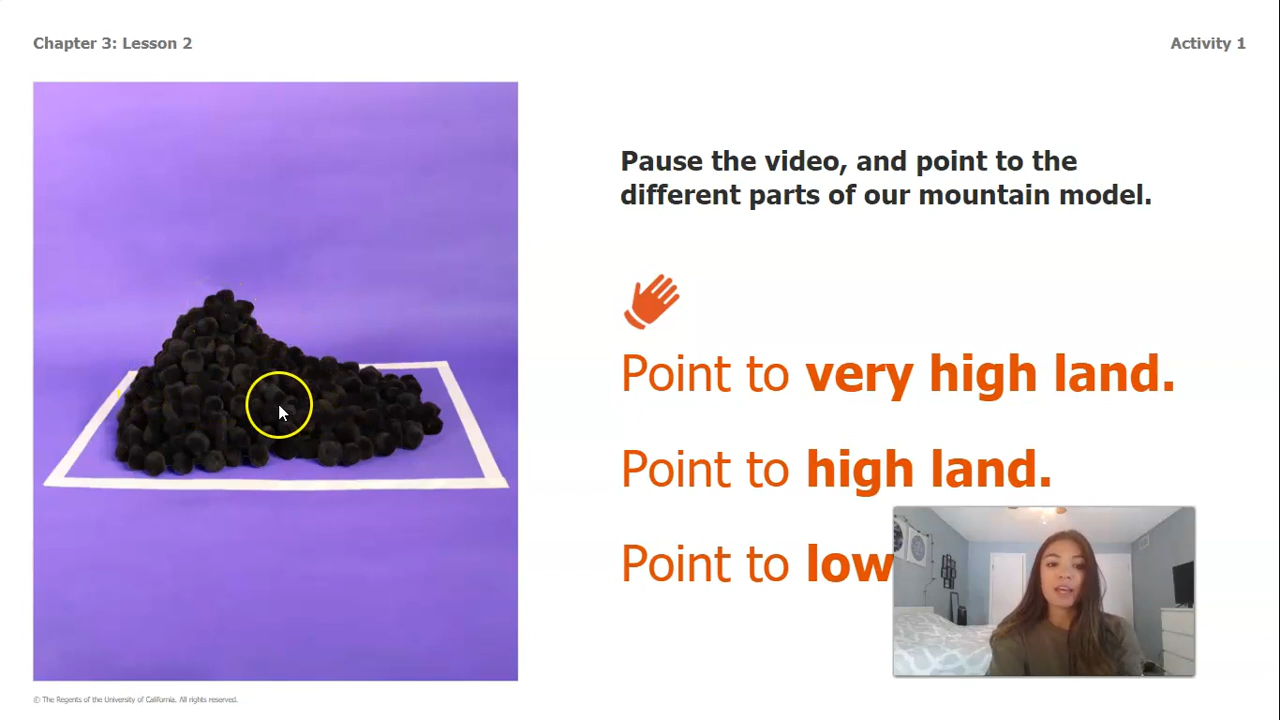 Chapter 3: Lesson 2
Activity 1
Pause the video, and point to the
different parts of our mountain model.
Point to very high land.
Point to high land.
Point to low
© The Regents of the University of California. All rights reserved.